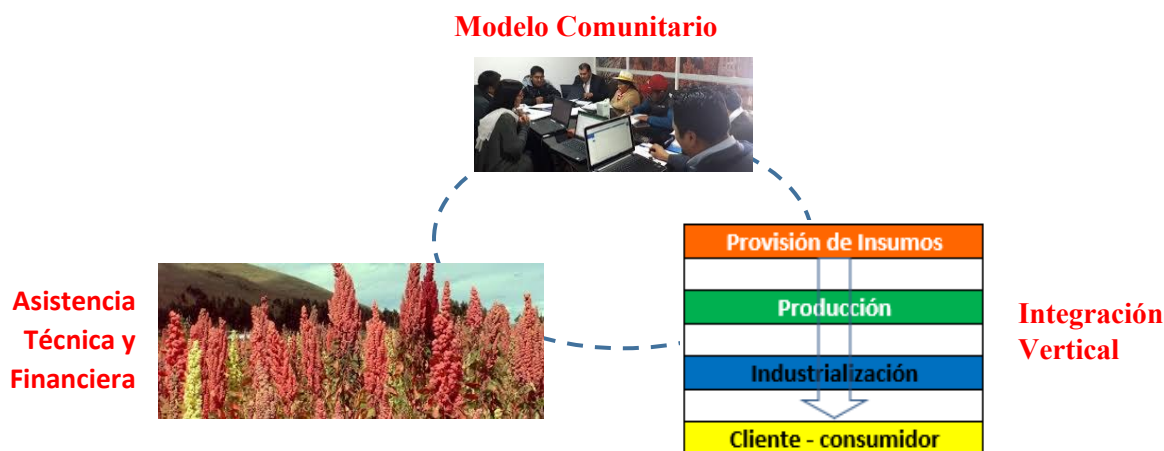 Modelo Comunitario
Provisión de Insumos
Producción
Industrialización
Cliente - consumidor
Asistencia
Técnica y
Financiera
Integración
Vertical